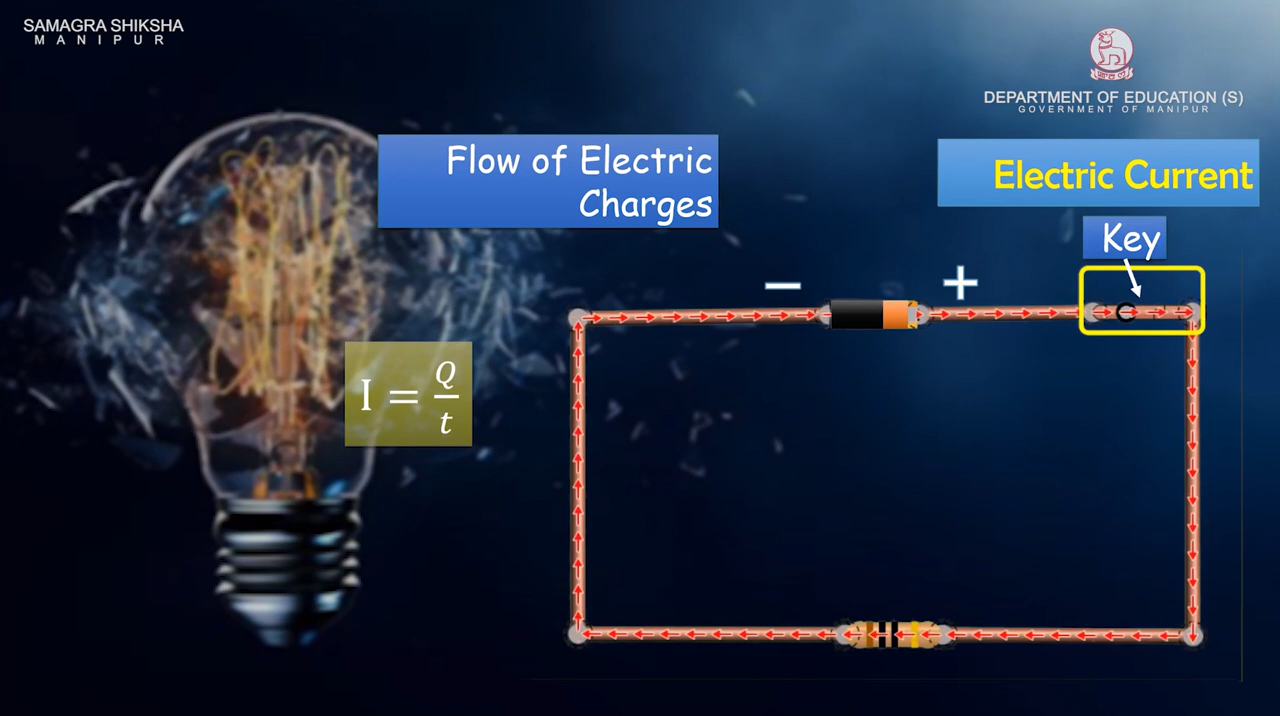 SAMAGRA SHIKSHA
MANIPUR
DEPARTMENT OF EDUCATION (S)
GOVERNMENT OF MANIPUR
Flow of Electric
Charges
Electric Current
Key
− +
I = Q/t